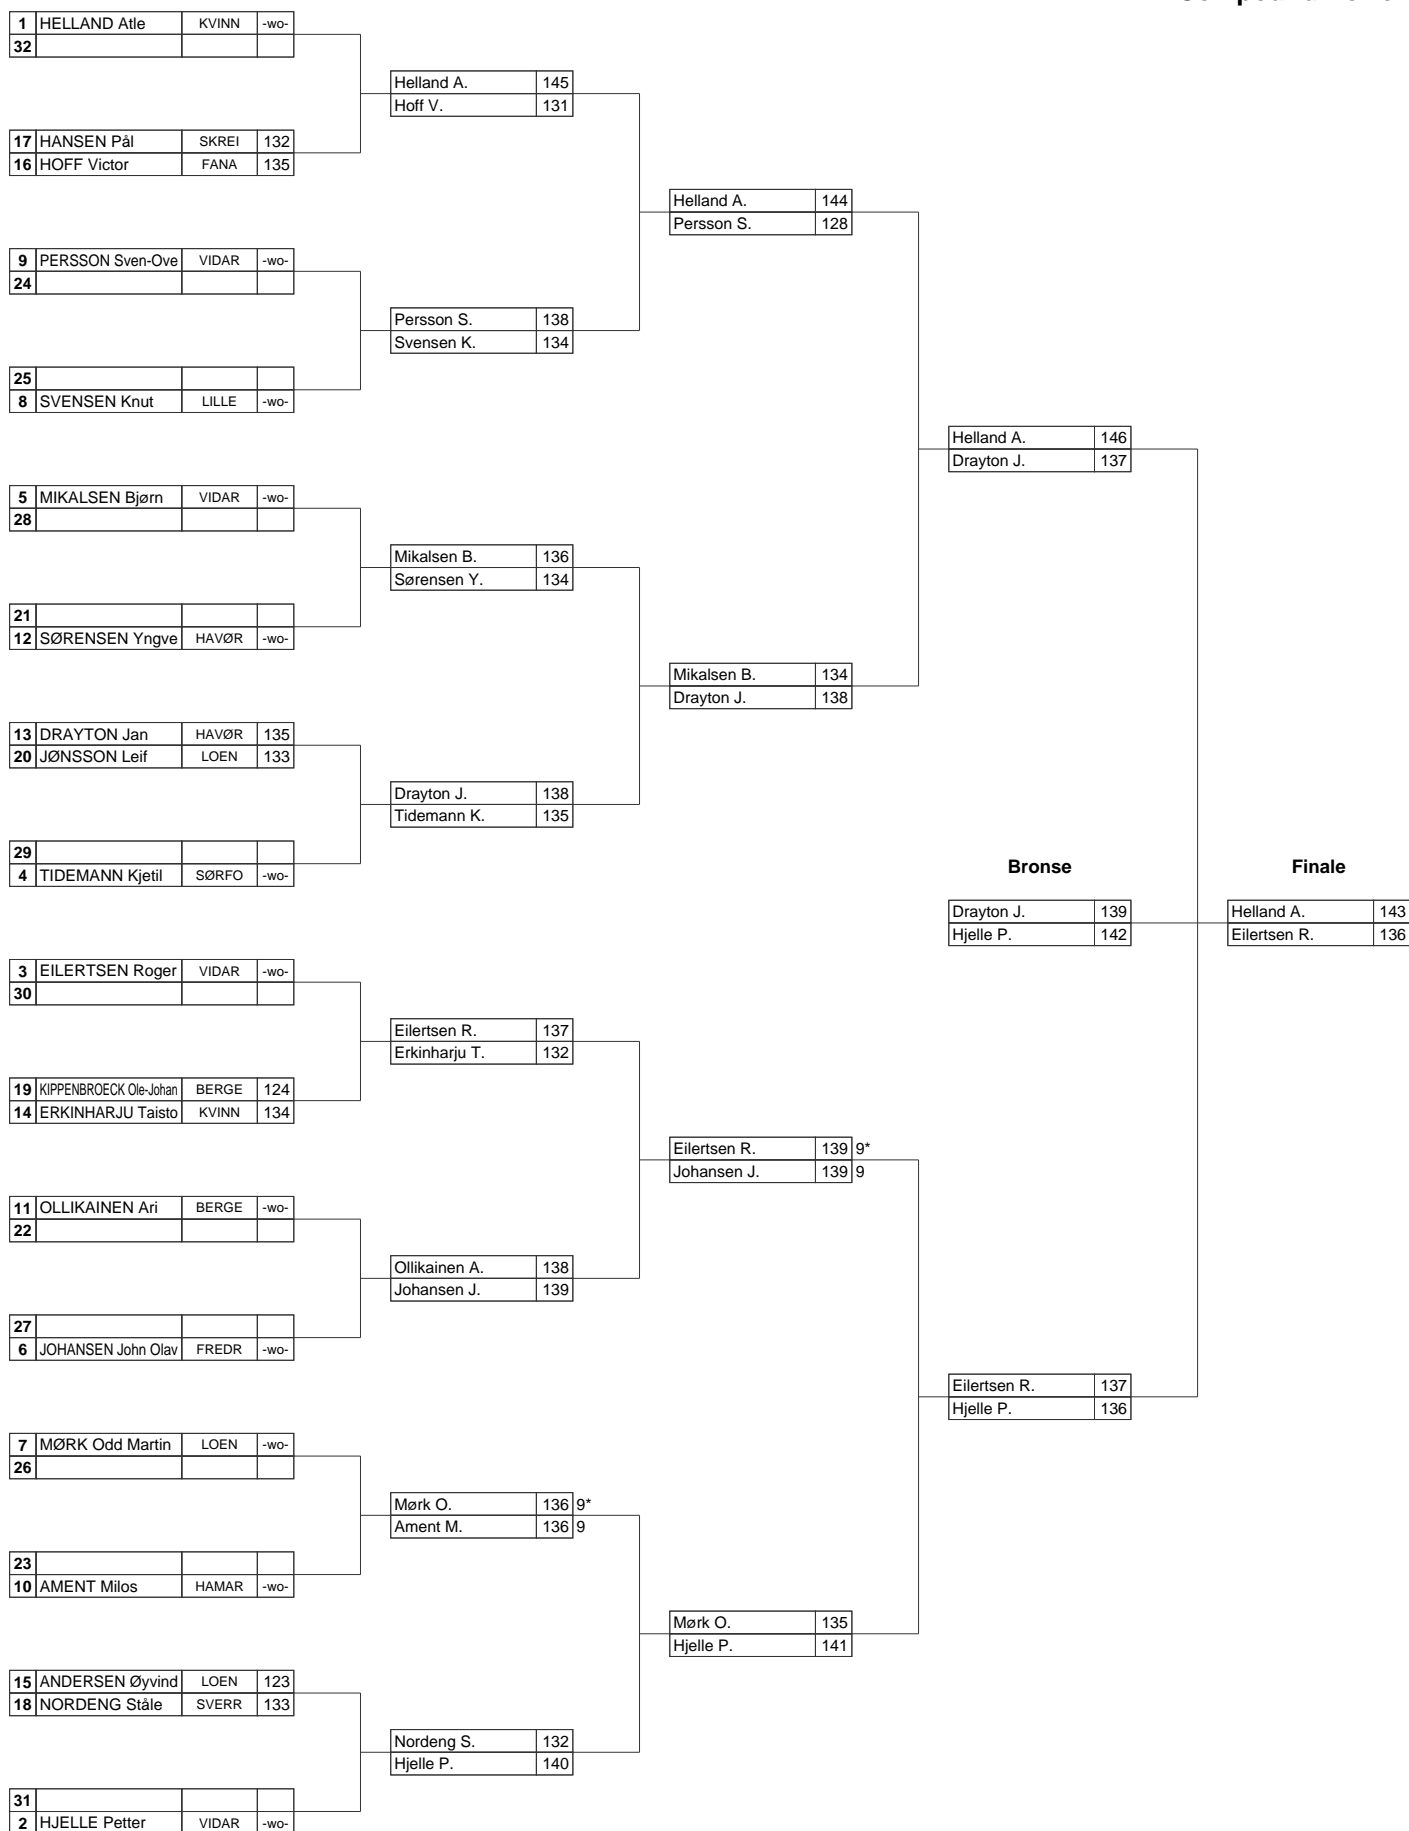 1 HELLAND Atle KVINN -wo-
32
Helland A. 145
Hoff V. 131
17 HANSEN Pål SKREI 132
16 HOFF Victor FANA 135
Helland A. 144
Persson S. 128
9 PERSSON Sven-Ove VIDAR -wo-
24
Persson S. 138
Svensen K. 134
25
8 SVENSEN Knut LILLE -wo-
Helland A. 146
Drayton J. 137
5 MIKALSEN Bjørn VIDAR -wo-
28
Mikalsen B. 136
Sørensen Y. 134
21
12 SØRENSEN Yngve HAVØR -wo-
Mikalsen B. 134
Drayton J. 138
13 DRAYTON Jan HAVØR 135
20 JØNSSON Leif LOEN 133
Drayton J. 138
Tidemann K. 135
29
4 TIDEMANN Kjetil SØRFO -wo-
Bronse Finale
Drayton J. 139 Helland A. 143
Hjelle P. 142 Eilertsen R. 136
3 EILERTSEN Roger VIDAR -wo-
30
Eilertsen R. 137
Erkinharju T. 132
19 KIPPENBROECK Ole-Johan BERGE 124
14 ERKINHARJU Taisto KVINN 134
Eilertsen R. 139 9*
Johansen J. 139 9
11 OLLIKAINEN Ari BERGE -wo-
22
Ollikainen A. 138
Johansen J. 139
27
6 JOHANSEN John Olav FREDR -wo-
Eilertsen R. 137
Hjelle P. 136
7 MØRK Odd Martin LOEN -wo-
26
Mørk O. 136 9*
Ament M. 136 9
23
10 AMENT Milos HAMAR -wo-
Mørk O. 135
Hjelle P. 141
15 ANDERSEN Øyvind LOEN 123
18 NORDENG Ståle SVERR 133
Nordeng S. 132
Hjelle P. 140
31
2 HJELLE Petter VIDAR -wo-